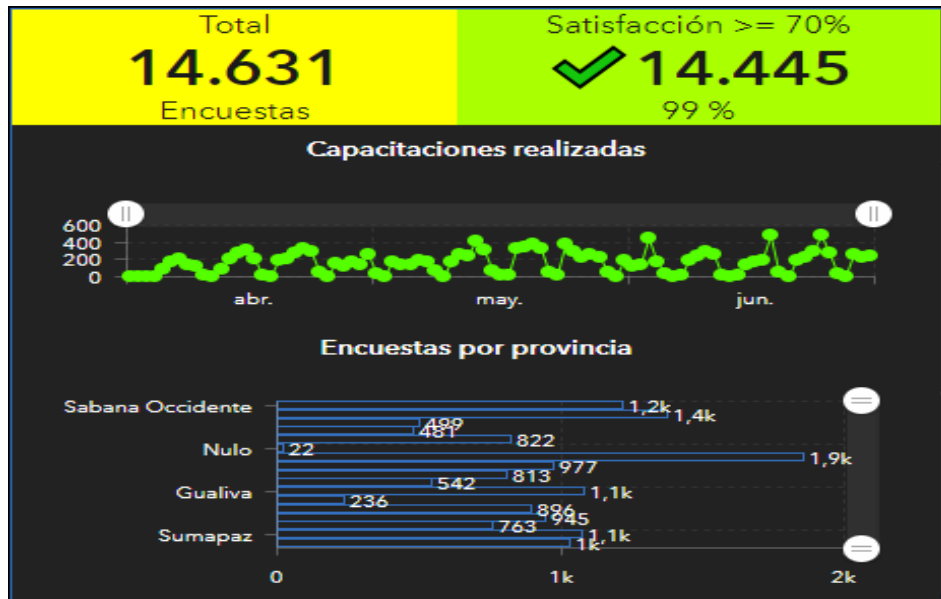 Total
14.631
Encuestas
Satisfacción >= 70%
14.445
99 %
Capacitaciones realizadas
600
400
200
0
abr. may. jun.
Encuestas por provincia
Sabana Occidente
1,2k
1,4k
499
481
822
Nulo
22
1,9k
977
813
542
Gualiva
1,1k
236
896
945
763
Sumapaz
1,1k
1k
0 1k 2k